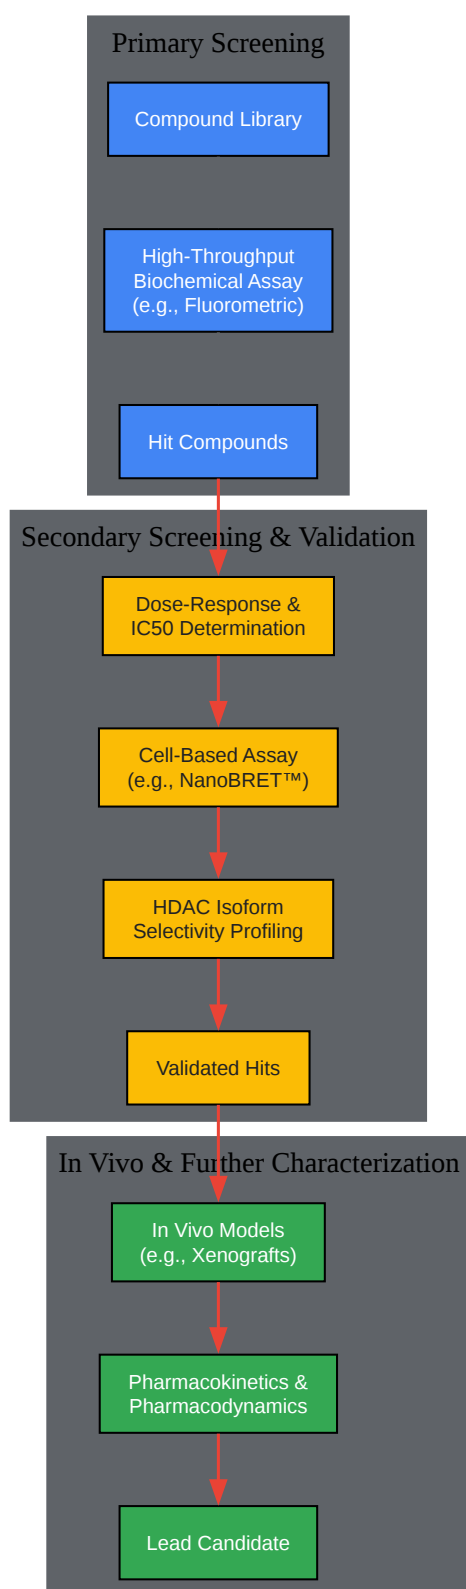 Primary Screening
Compound Library
High-Throughput
Biochemical Assay
(e.g., Fluorometric)
Hit Compounds
Secondary Screening & Validation
Dose-Response &
IC50 Determination
Cell-Based Assay
(e.g., NanoBRET™)
HDAC Isoform
Selectivity Profiling
Validated Hits
In Vivo & Further Characterization
In Vivo Models
(e.g., Xenografts)
Pharmacokinetics &
Pharmacodynamics
Lead Candidate